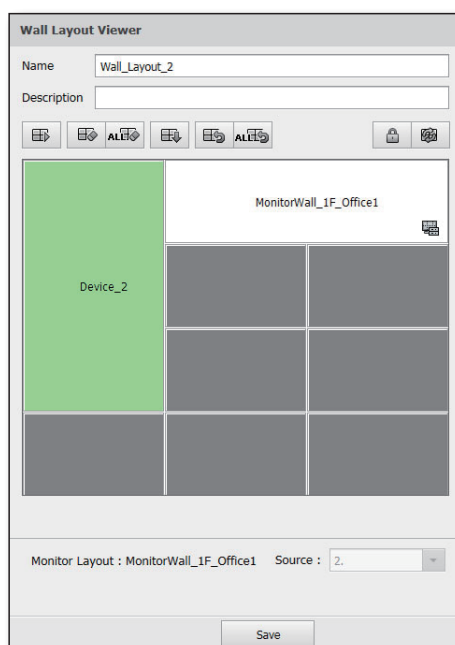 Wall Layout Viewer
Name Wall_Layout_2
Description
ALL ALL
MonitorWall_1F_Office1
Device_2
Monitor Layout : MonitorWall_1F_Office1 Source : 2.
Save